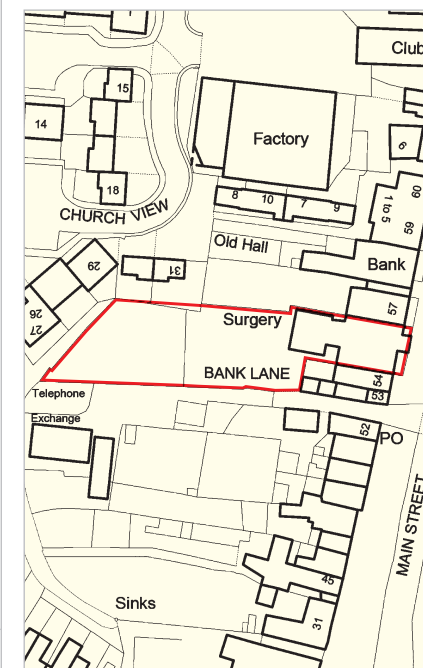 Club
15
14
Factory
6
18
8 10 7 9
1 to 5
60
59
CHURCH VIEW
Old Hall
29
31
Bank
26
27
57
Surgery
BANK LANE
54
53
Telephone
Exchange
52
PO
MAIN STREET
45
Sinks
31